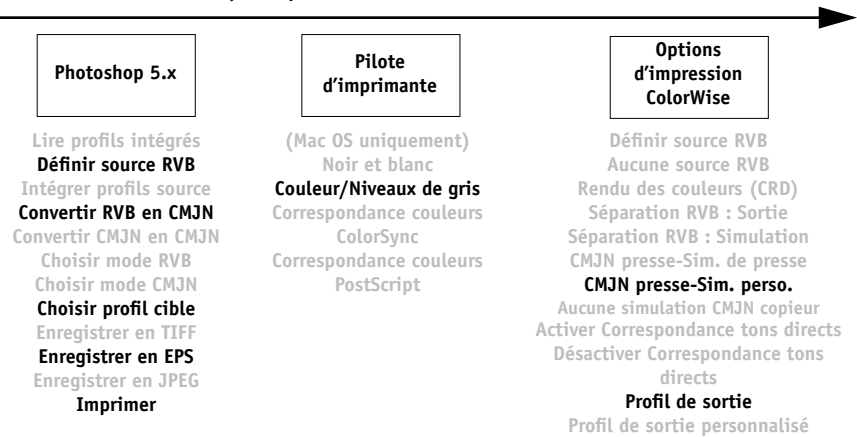 Photoshop 5.x
Lire profils intégrés
Définir source RVB
Intégrer profils source
Convertir RVB en CMJN
Convertir CMJN en CMJN
Choisir mode RVB
Choisir mode CMJN
Choisir profil cible
Enregistrer en TIFF
Enregistrer en EPS
Enregistrer en JPEG
Imprimer
Pilote
d'imprimante
(Mac OS uniquement)
Noir et blanc
Couleur/Niveaux de gris
Correspondance couleurs
ColorSync
Correspondance couleurs
PostScript
Options
d'impression
ColorWise
Définir source RVB
Aucune source RVB
Rendu des couleurs (CRD)
Séparation RVB : Sortie
Séparation RVB : Simulation
CMJN presse-Sim. de presse
CMJN presse-Sim. perso.
Aucune simulation CMJN copieur
Activer Correspondance tons directs
Désactiver Correspondance tons
directs
Profil de sortie
Profil de sortie personnalisé